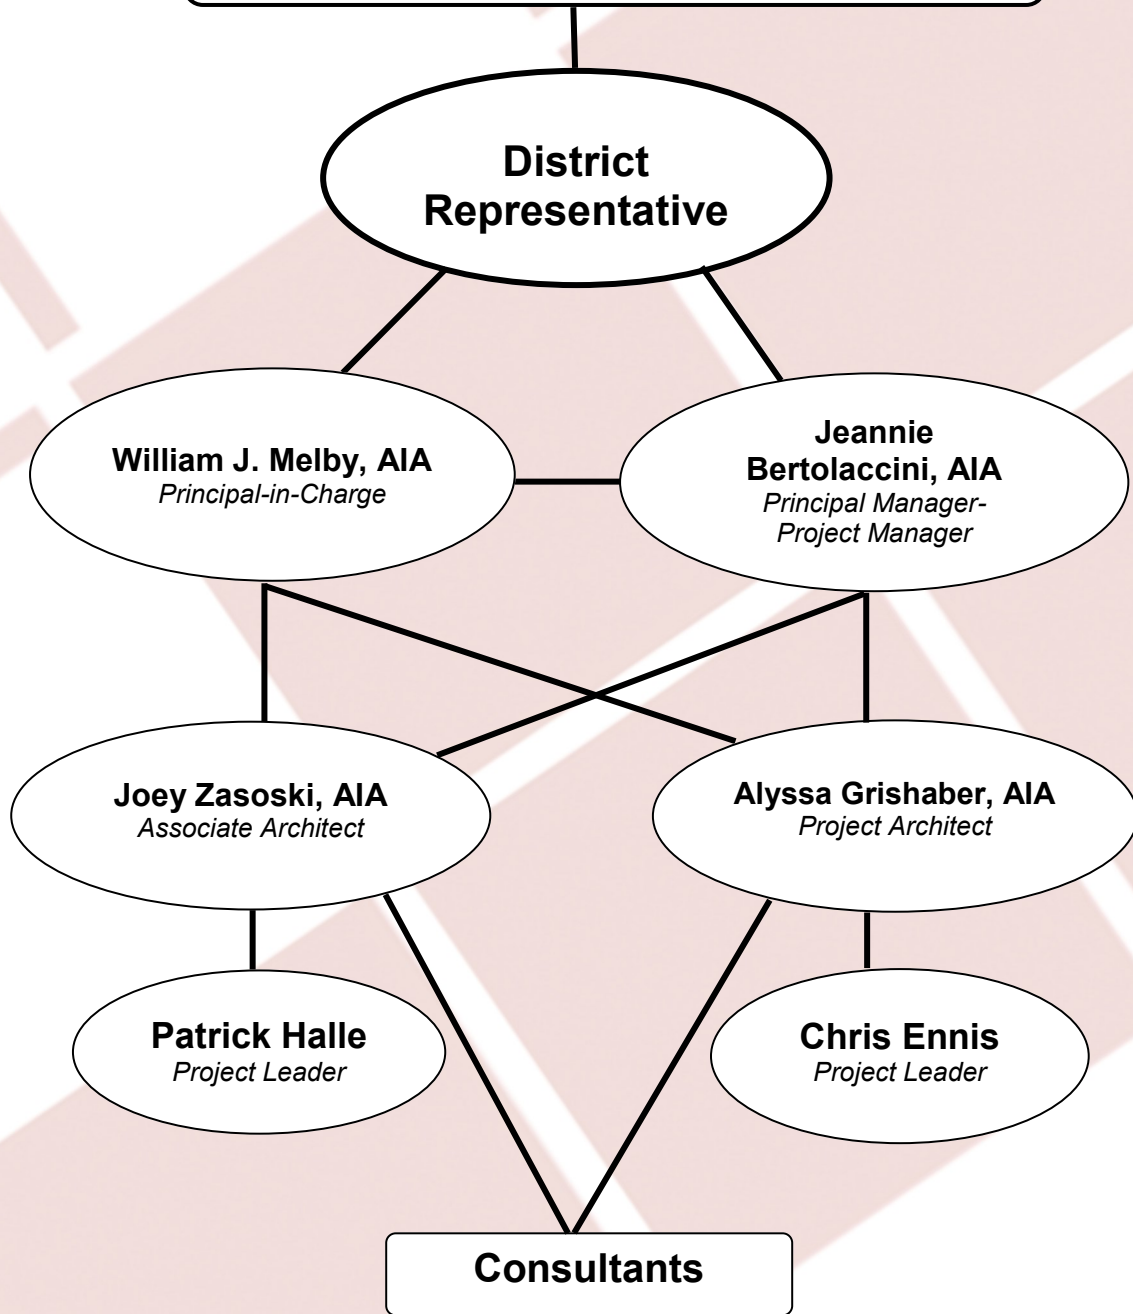 District
Representative
William J. Melby, AIA
Principal-in-Charge
Jeannie
Bertolaccini, AIA
Principal Manager-
Project Manager
Joey Zasoski, AIA
Associate Architect
Alyssa Grishaber, AIA
Project Architect
Patrick Halle
Project Leader
Chris Ennis
Project Leader
Consultants